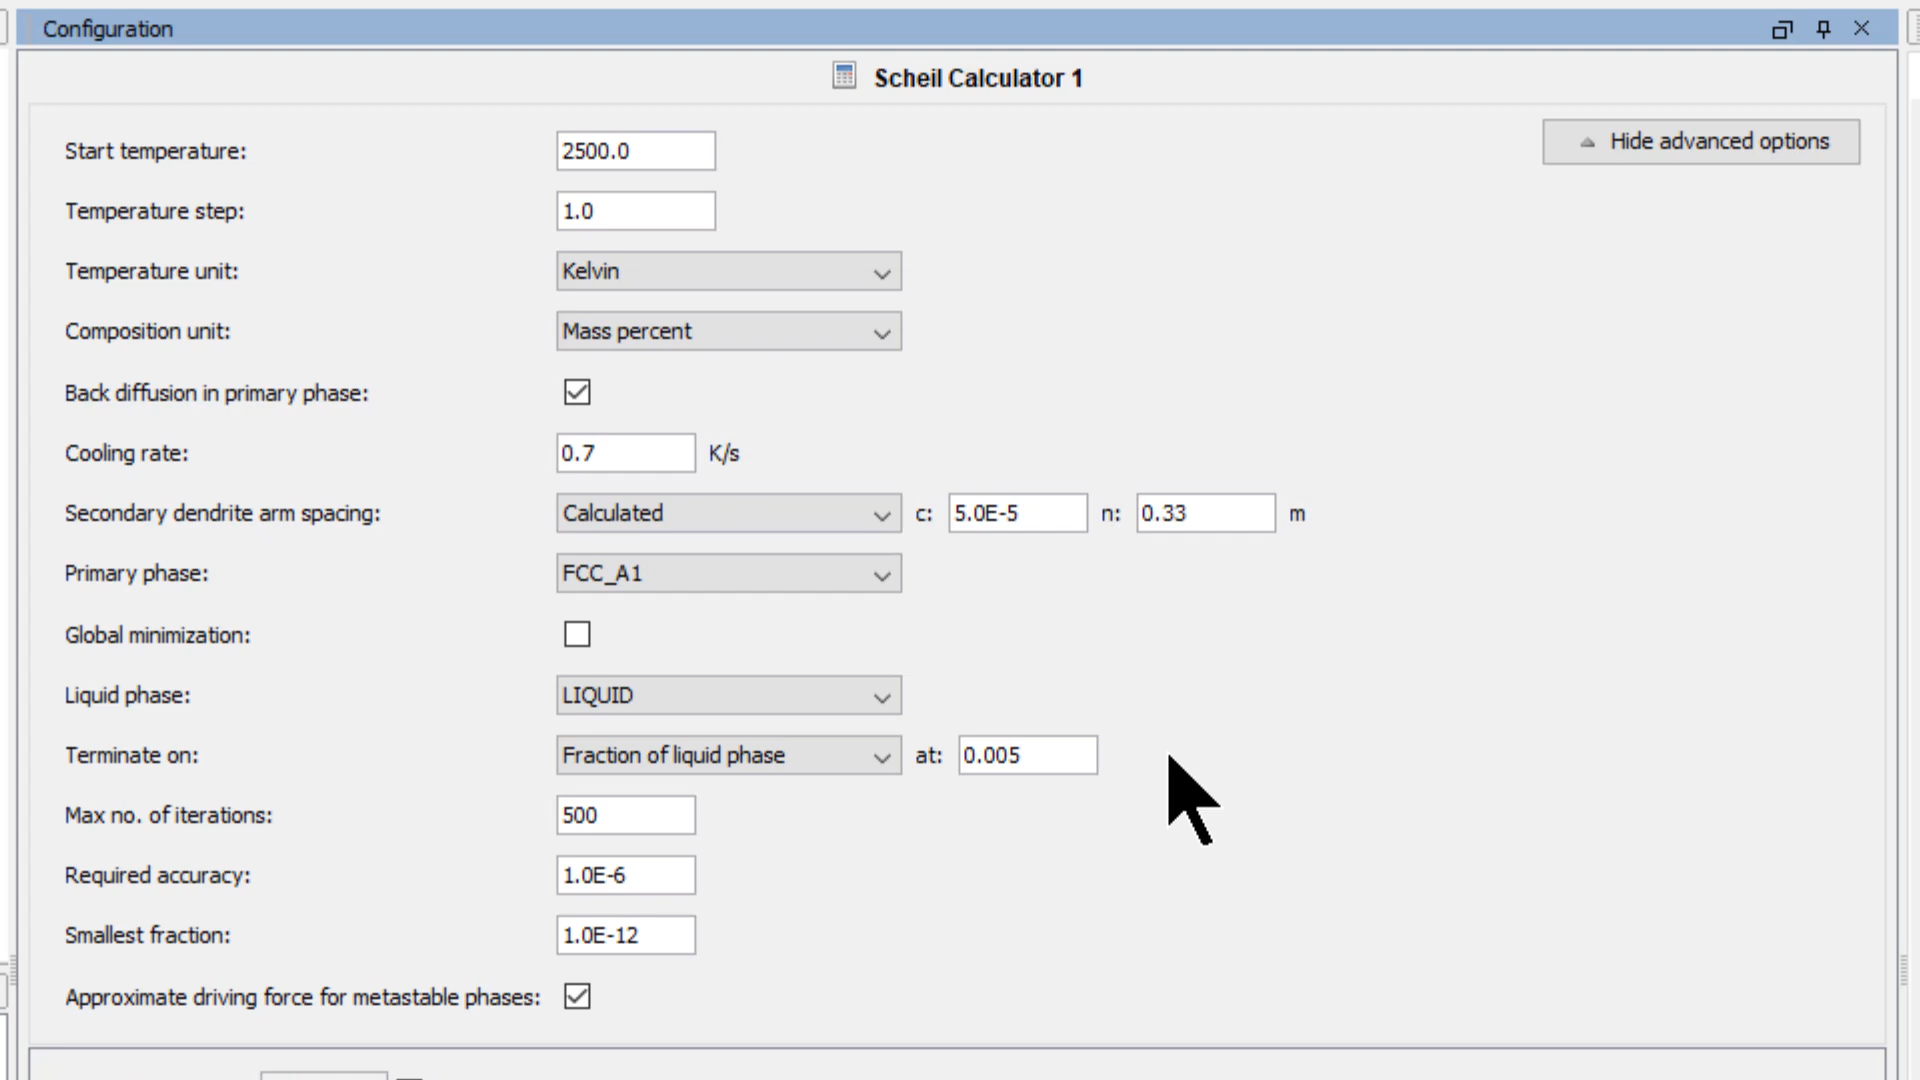 Configuration
Scheil Calculator 1
Start temperature: 2500.0 Hide advanced options
Temperature step: 1.0
Temperature unit: Kelvin
Composition unit: Mass percent
Back diffusion in primary phase:
Cooling rate: 0.7 K/s
Secondary dendrite arm spacing: Calculated c: 5.0E-5 n: 0.33 m
Primary phase: FCC_A1
Global minimization:
Liquid phase: LIQUID
Terminate on: Fraction of liquid phase at: 0.005
Max no. of iterations: 500
Required accuracy: 1.0E-6
Smallest fraction: 1.0E-12
Approximate driving force for metastable phases: